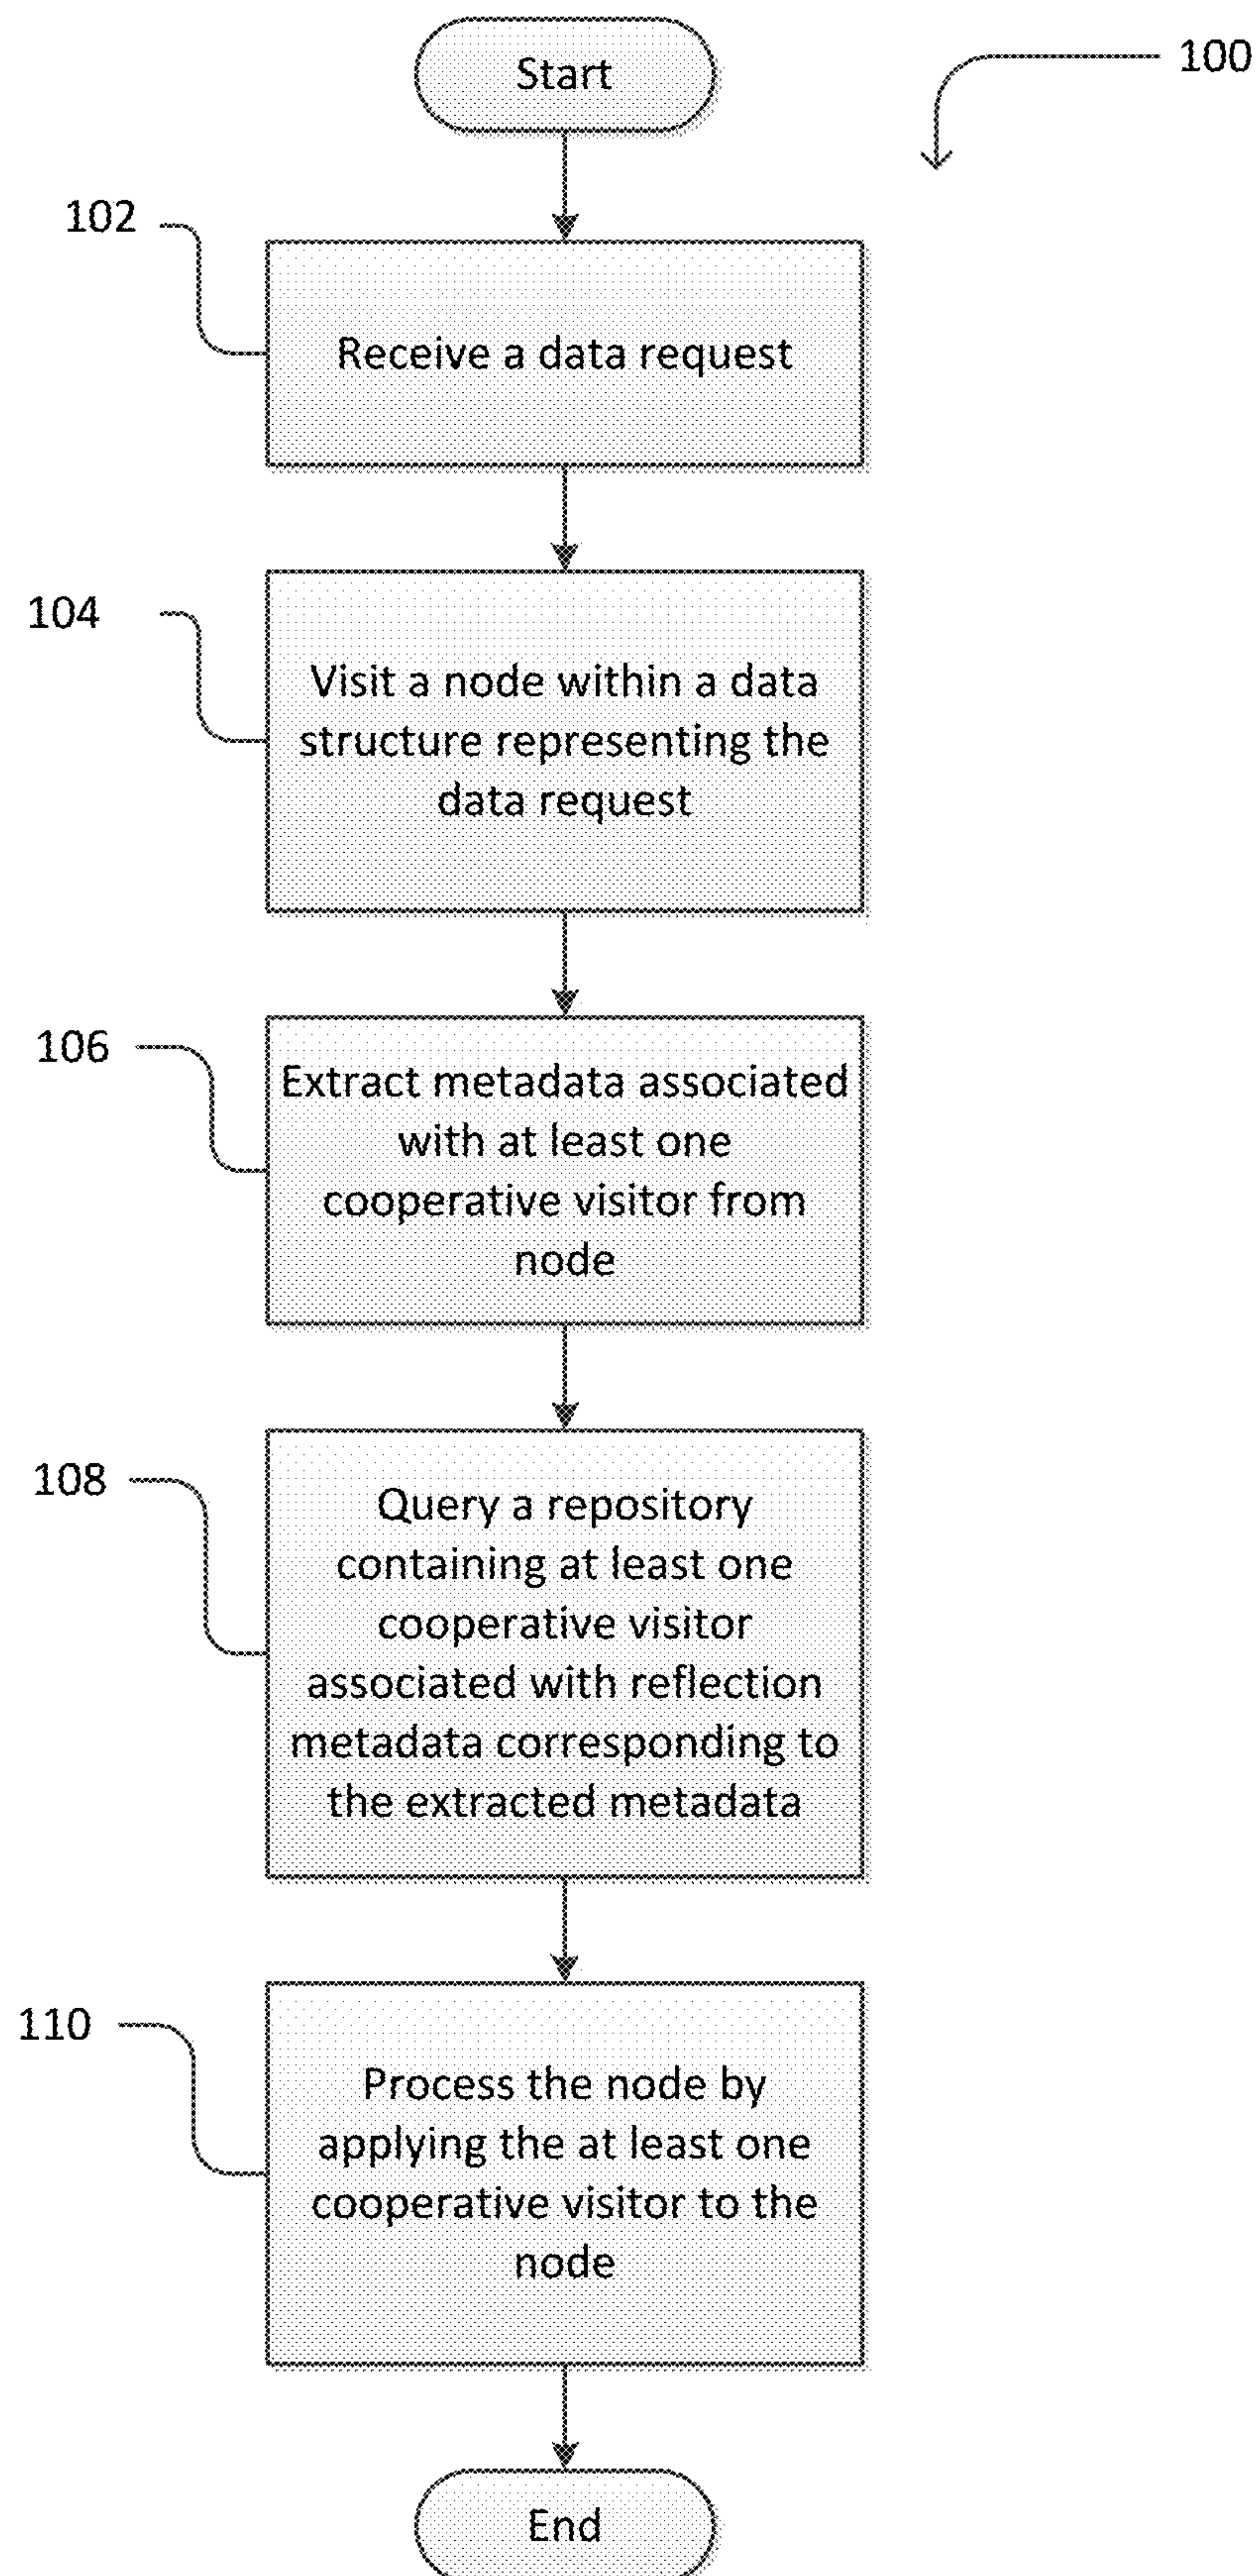 Start
100
102
Receive a data request
104
Visit a node within a data
structure representing the
data request
106
Extract metadata associated
with at least one
cooperative visitor from
node
108
Query a repository
containing at least one
cooperative visitor
associated with reflection
metadata corresponding to
the extracted metadata
110
Process the node by
applying the at least one
cooperative visitor to the
node
End